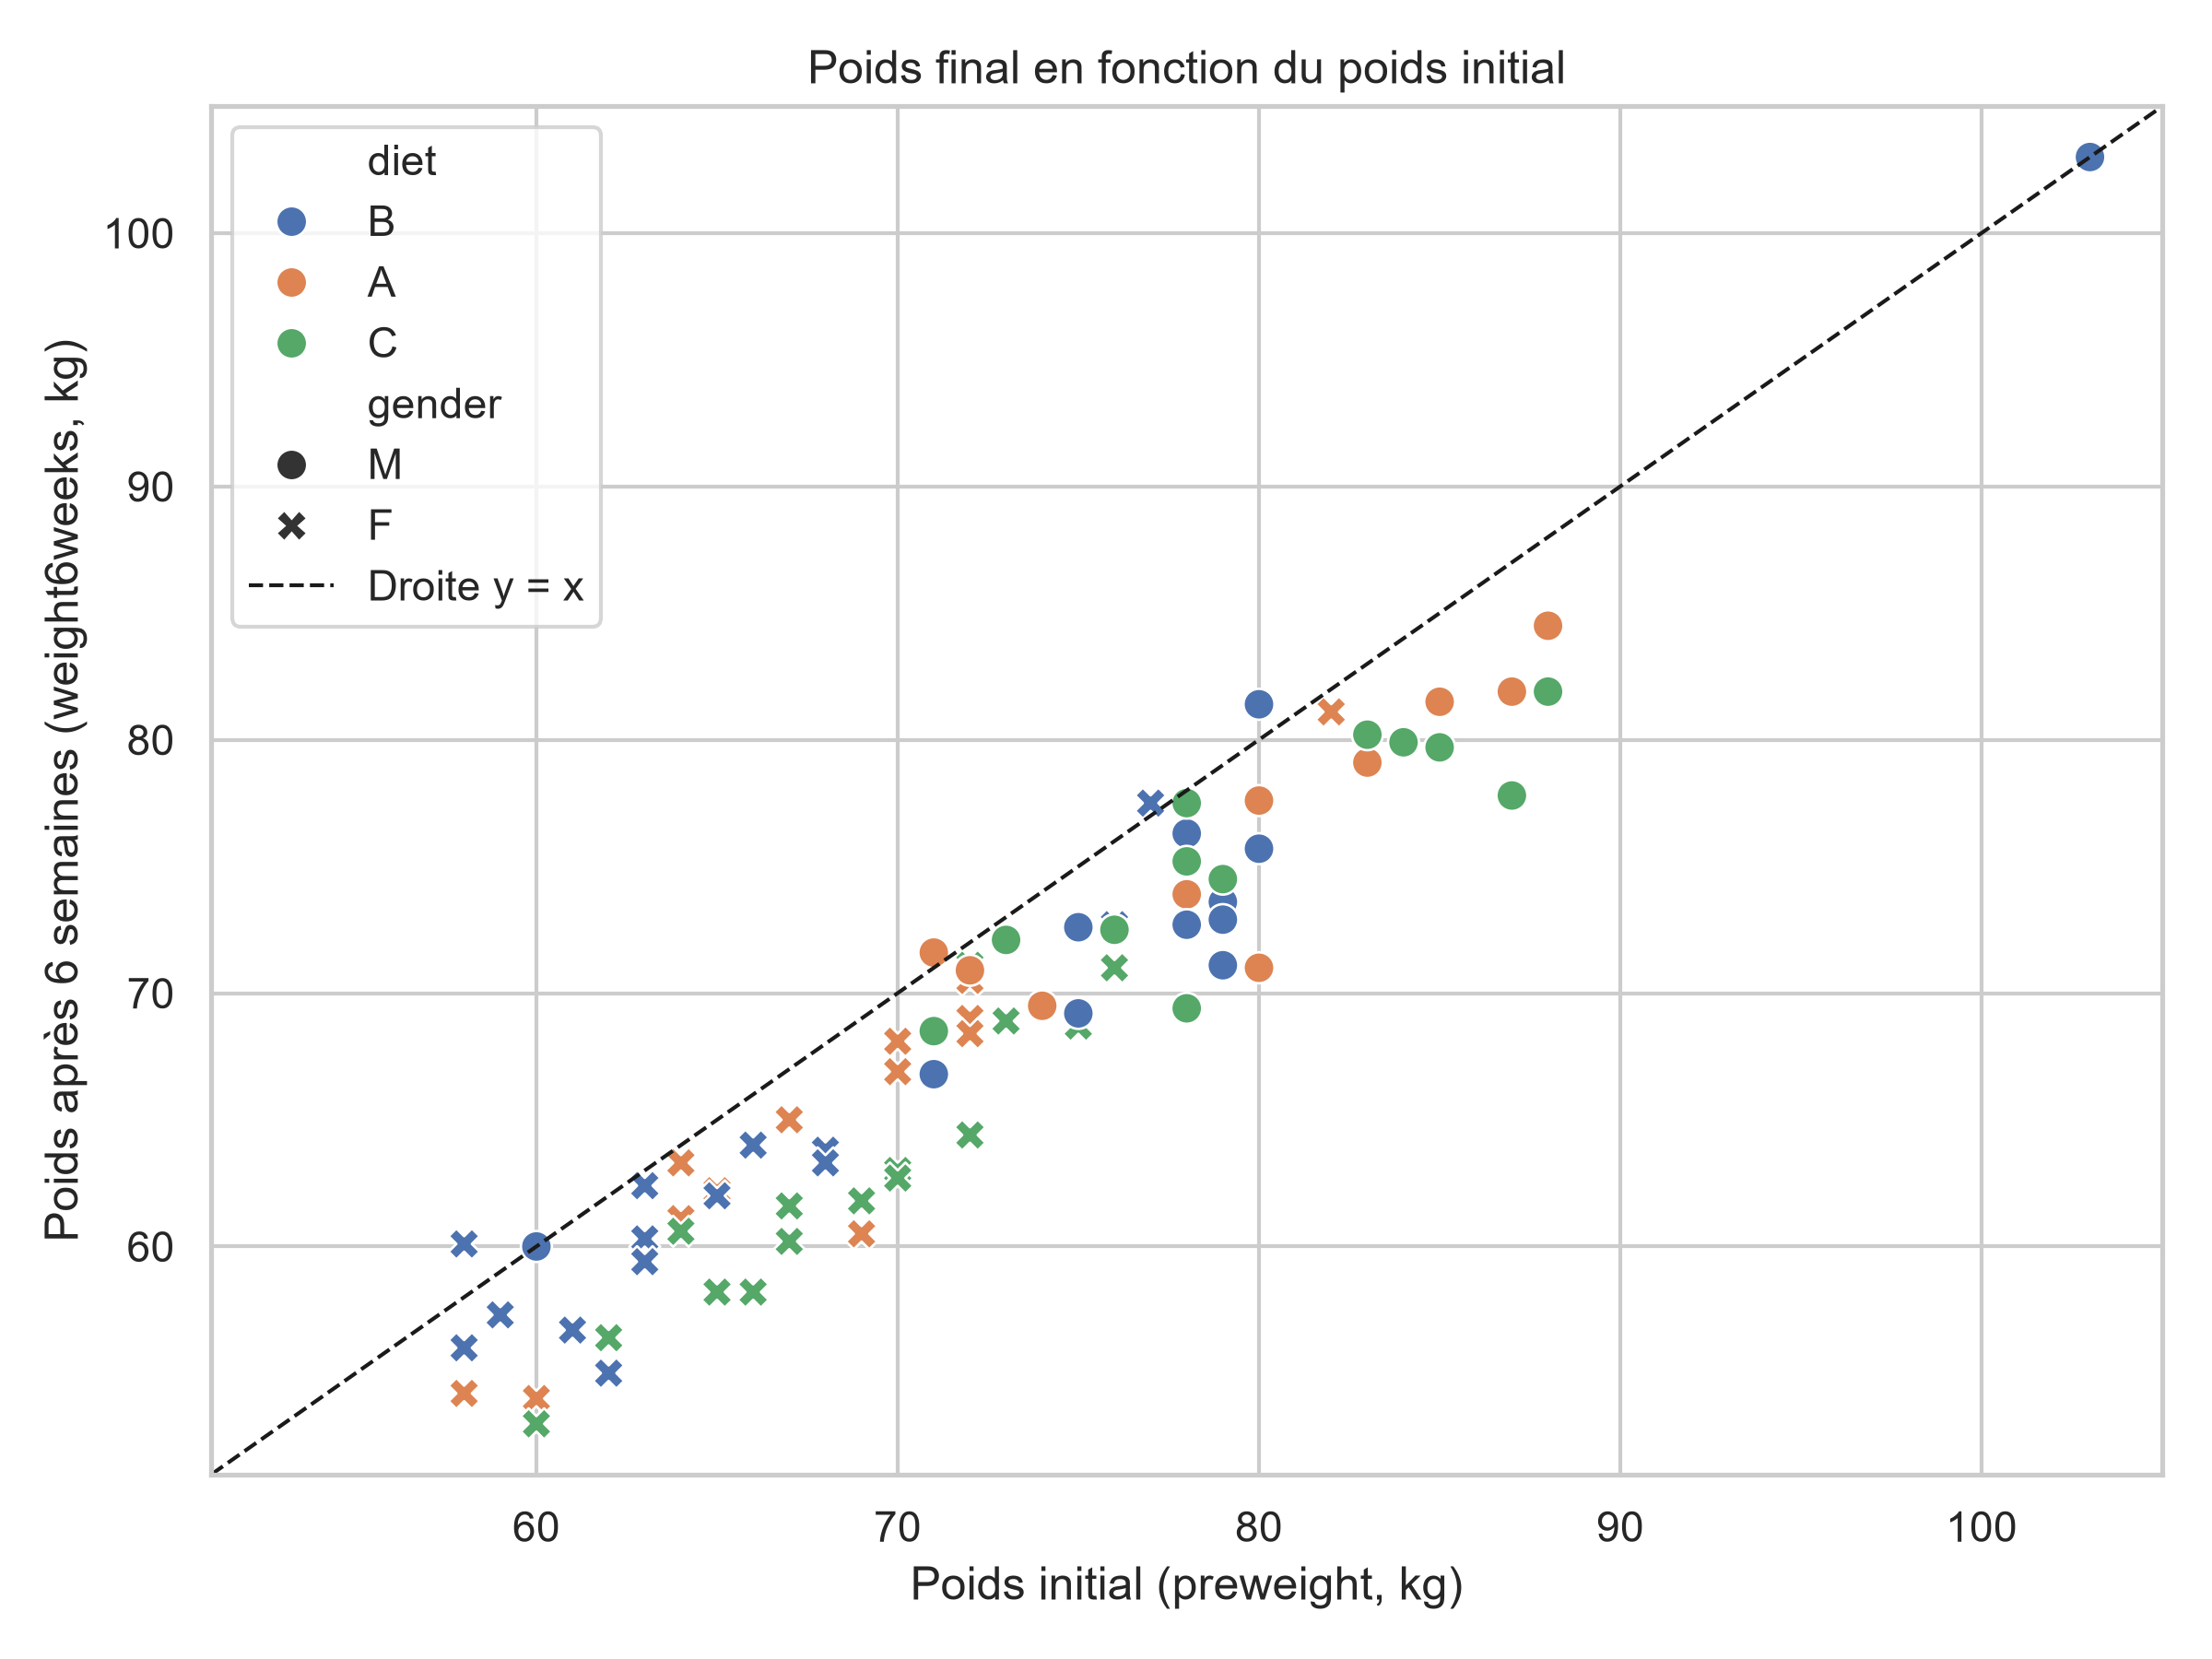 Poids final en fonction du poids initial
diet
B
A
C
gender
M
F
Droite y = x
Poids après 6 semaines (weight6weeks, kg)
100
90
80
70
60
60 70 80 90 100
Poids initial (preweight, kg)